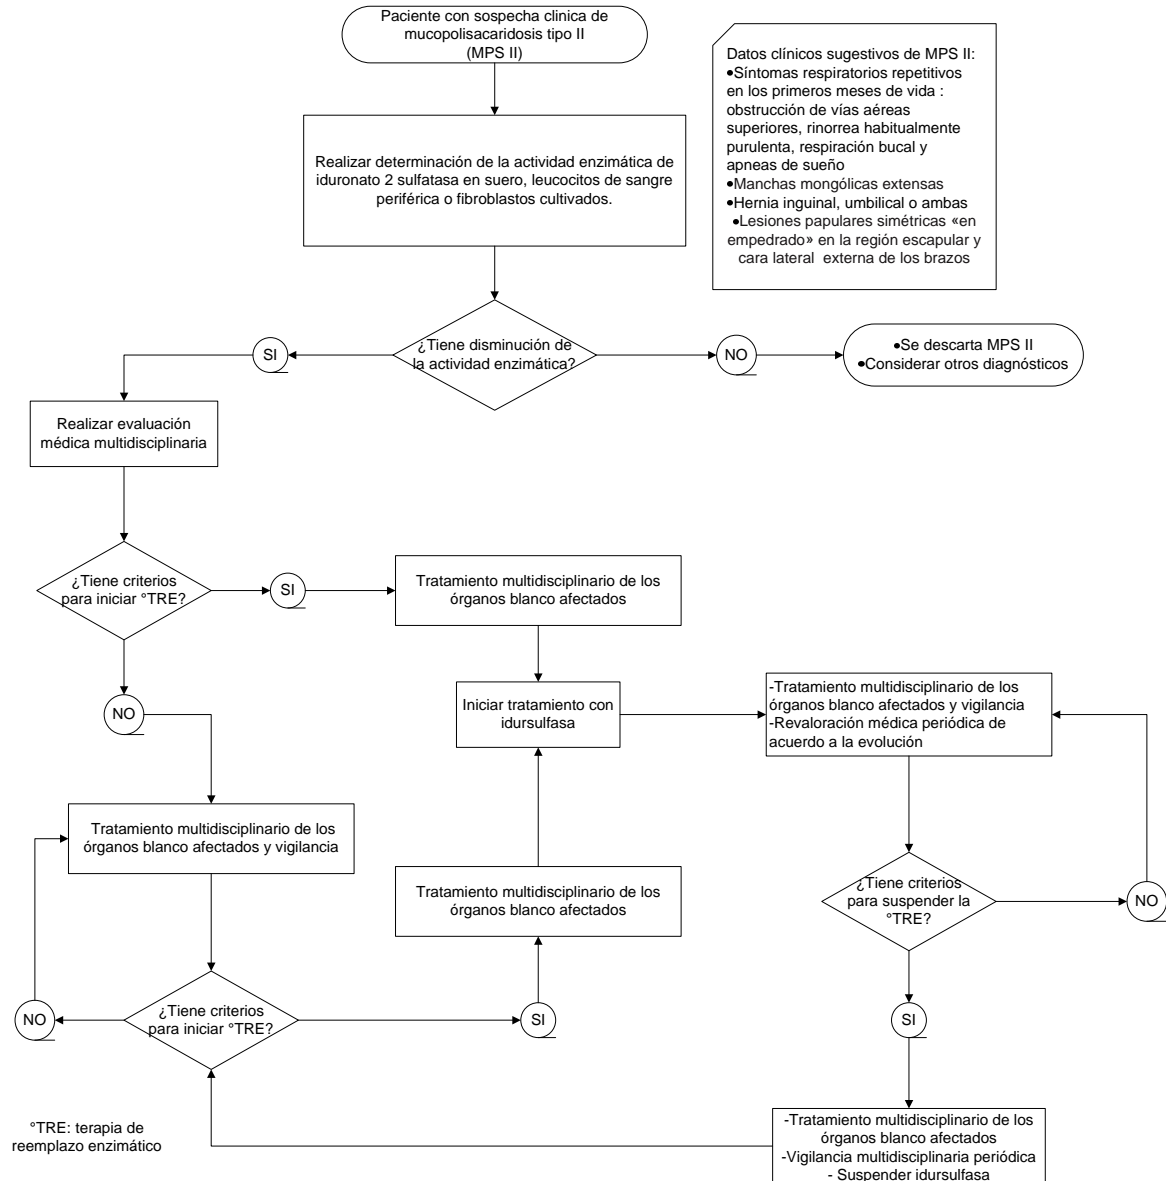 Paciente con sospecha clinica de
mucopolisacaridosis tipo II
(MPS II)
Datos clínicos sugestivos de MPS II:
•Síntomas respiratorios repetitivos
en los primeros meses de vida :
obstrucción de vías aéreas
superiores, rinorrea habitualmente
purulenta, respiración bucal y
apneas de sueño
•Manchas mongólicas extensas
•Hernia inguinal, umbilical o ambas
•Lesiones papulares simétricas «en
empedrado» en la región escapular y
cara lateral externa de los brazos
Realizar determinación de la actividad enzimática de
iduronato 2 sulfatasa en suero, leucocitos de sangre
periférica o fibroblastos cultivados.
¿Tiene disminución de
la actividad enzimática?
SI
NO
•Se descarta MPS II
•Considerar otros diagnósticos
Realizar evaluación
médica multidisciplinaria
¿Tiene criterios
para iniciar °TRE?
SI
Tratamiento multidisciplinario de los
órganos blanco afectados
NO
Iniciar tratamiento con
idursulfasa
-Tratamiento multidisciplinario de los
órganos blanco afectados y vigilancia
-Revaloración médica periódica de
acuerdo a la evolución
Tratamiento multidisciplinario de los
órganos blanco afectados y vigilancia
Tratamiento multidisciplinario de los
órganos blanco afectados
¿Tiene criterios
para suspender la
°TRE?
NO
¿Tiene criterios
para iniciar °TRE?
NO
SI
SI
°TRE: terapia de
reemplazo enzimático
-Tratamiento multidisciplinario de los
órganos blanco afectados
-Vigilancia multidisciplinaria periódica
- Suspender idursulfasa